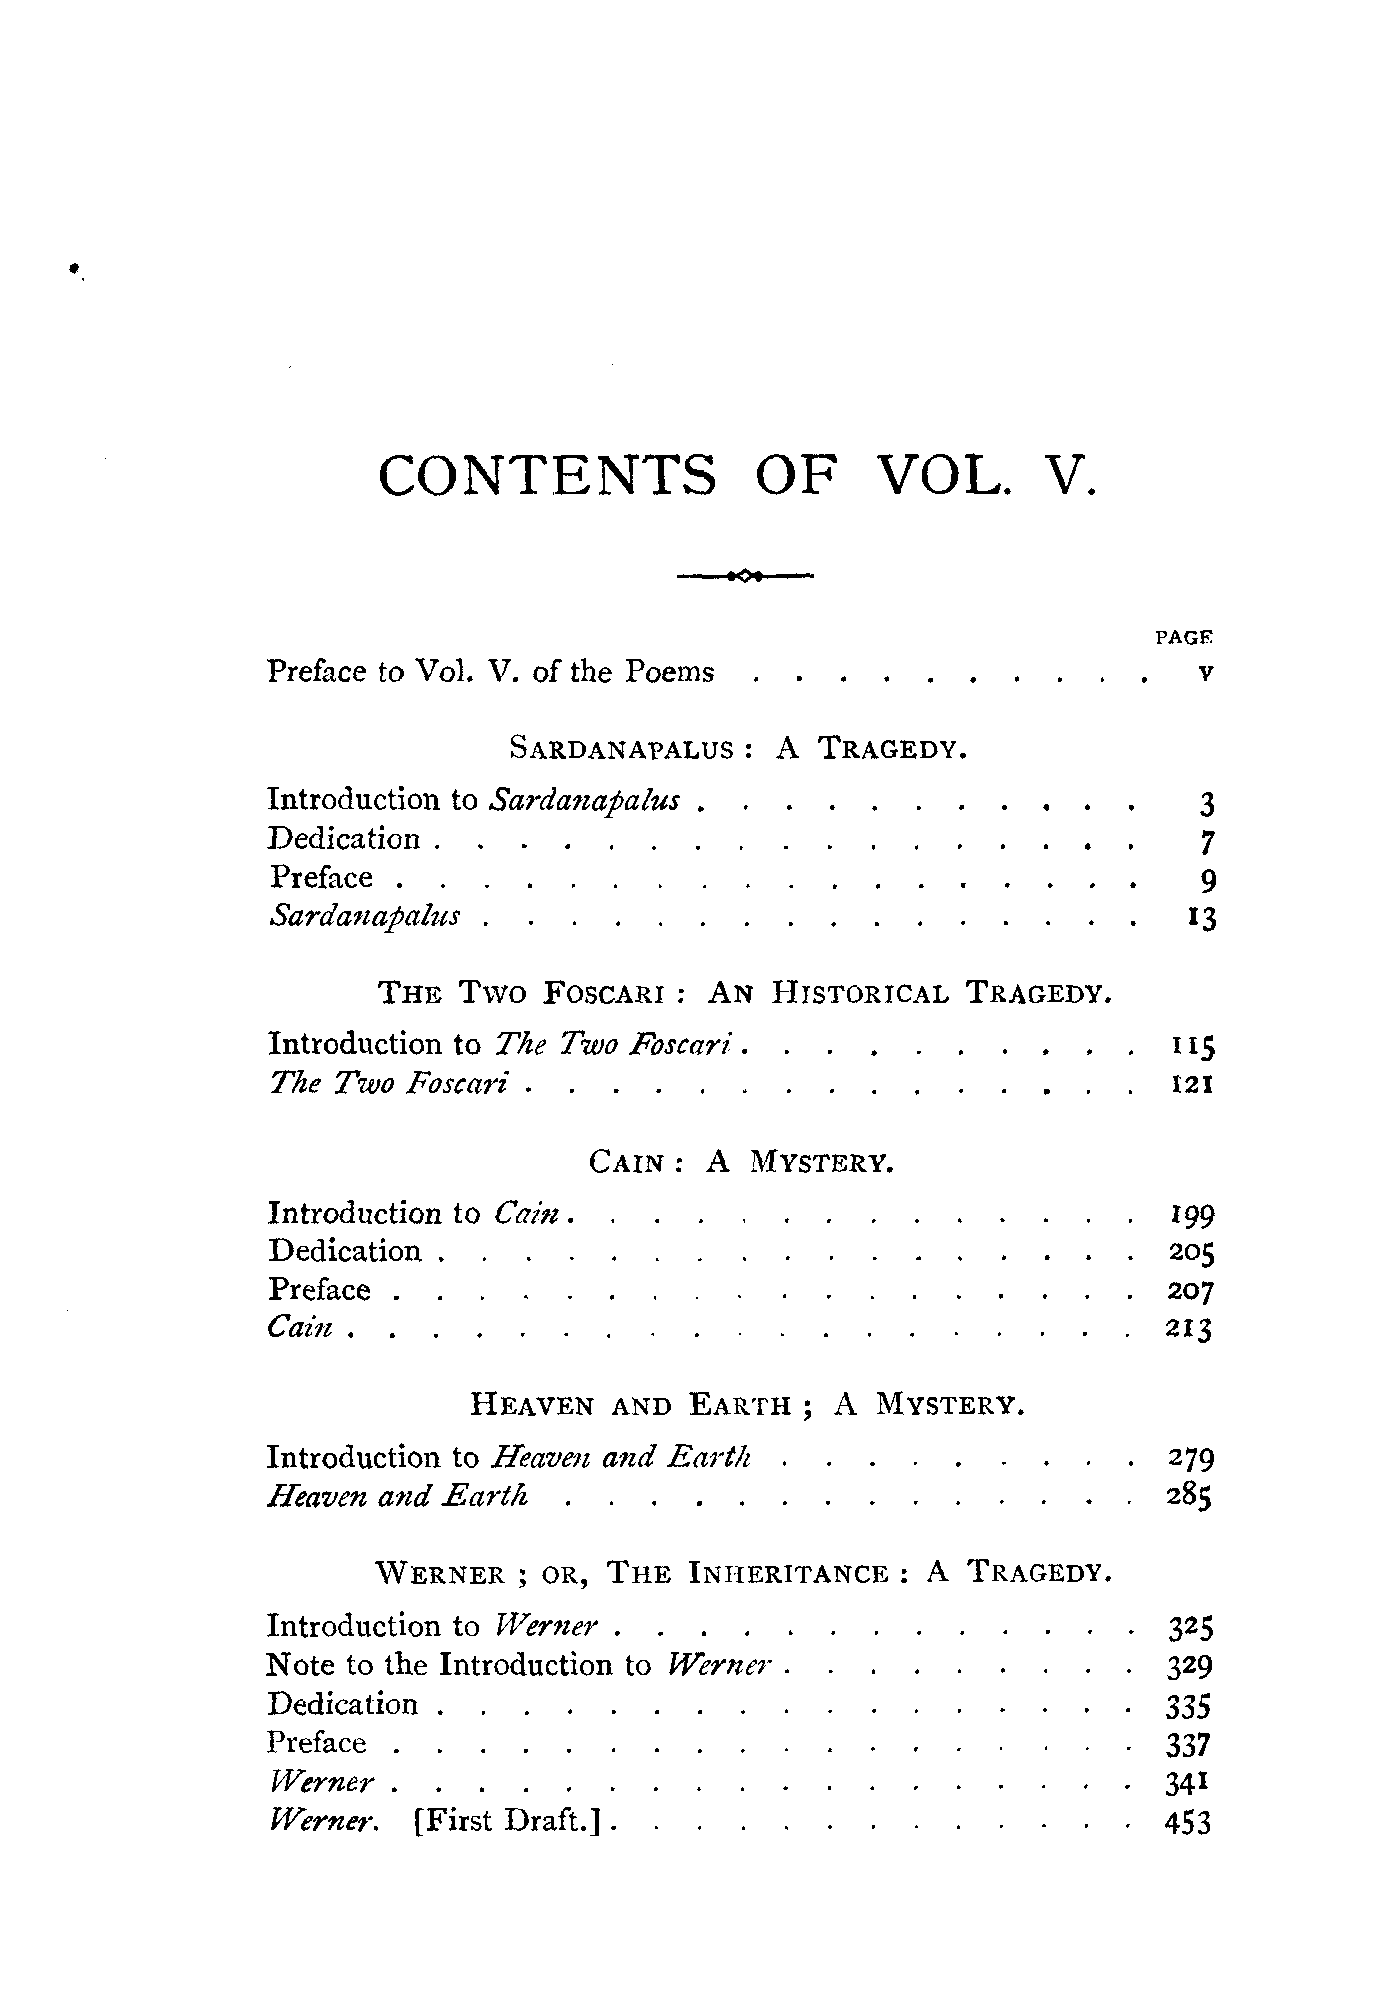 CONTENTS OF VOL. V.
PAGE
Preface to Vol. V. of the Poems . . . . . . . . . . v
SARDANAPALUS : A TRAGEDY.
Introduction to Sardanapalus . . . . . . . . . . . 3
Dedication . . . . . . . . . . . . . . . . . 7
Preface . . . . . . . . . . . . . . . . . . 9
Sardanapalus . . . . . . . . . . . . . . . . 13
THE TWO FOSCARI : AN HISTORICAL TRAGEDY.
Introduction to The Two Foscari . . . . . . . . . . 115
The Two Foscari . . . . . . . . . . . . . . . 121
CAIN : A MYSTERY.
Introduction to Cain . . . . . . . . . . . . . . 199
Dedication . . . . . . . . . . . . . . . . . 205
Preface . . . . . . . . . . . . . . . . . . 207
Cain . . . . . . . . . . . . . . . . . . . 213
HEAVEN AND EARTH ; A MYSTERY.
Introduction to Heaven and Earth . . . . . . . . . 279
Heaven and Earth . . . . . . . . . . . . . . 285
WERNER ; OR, THE INHERITANCE : A TRAGEDY.
Introduction to Werner . . . . . . . . . . . . . 325
Note to the Introduction to Werner . . . . . . . . . 329
Dedication . . . . . . . . . . . . . . . . . 335
Preface . . . . . . . . . . . . . . . . . . 337
Werner . . . . . . . . . . . . . . . . . . 341
Werner. [First Draft.] . . . . . . . . . . . . . 453